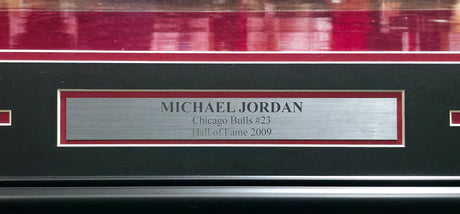 MICHAEL JORDAN
Chicago Bulls #23
Hall of Fame 2009